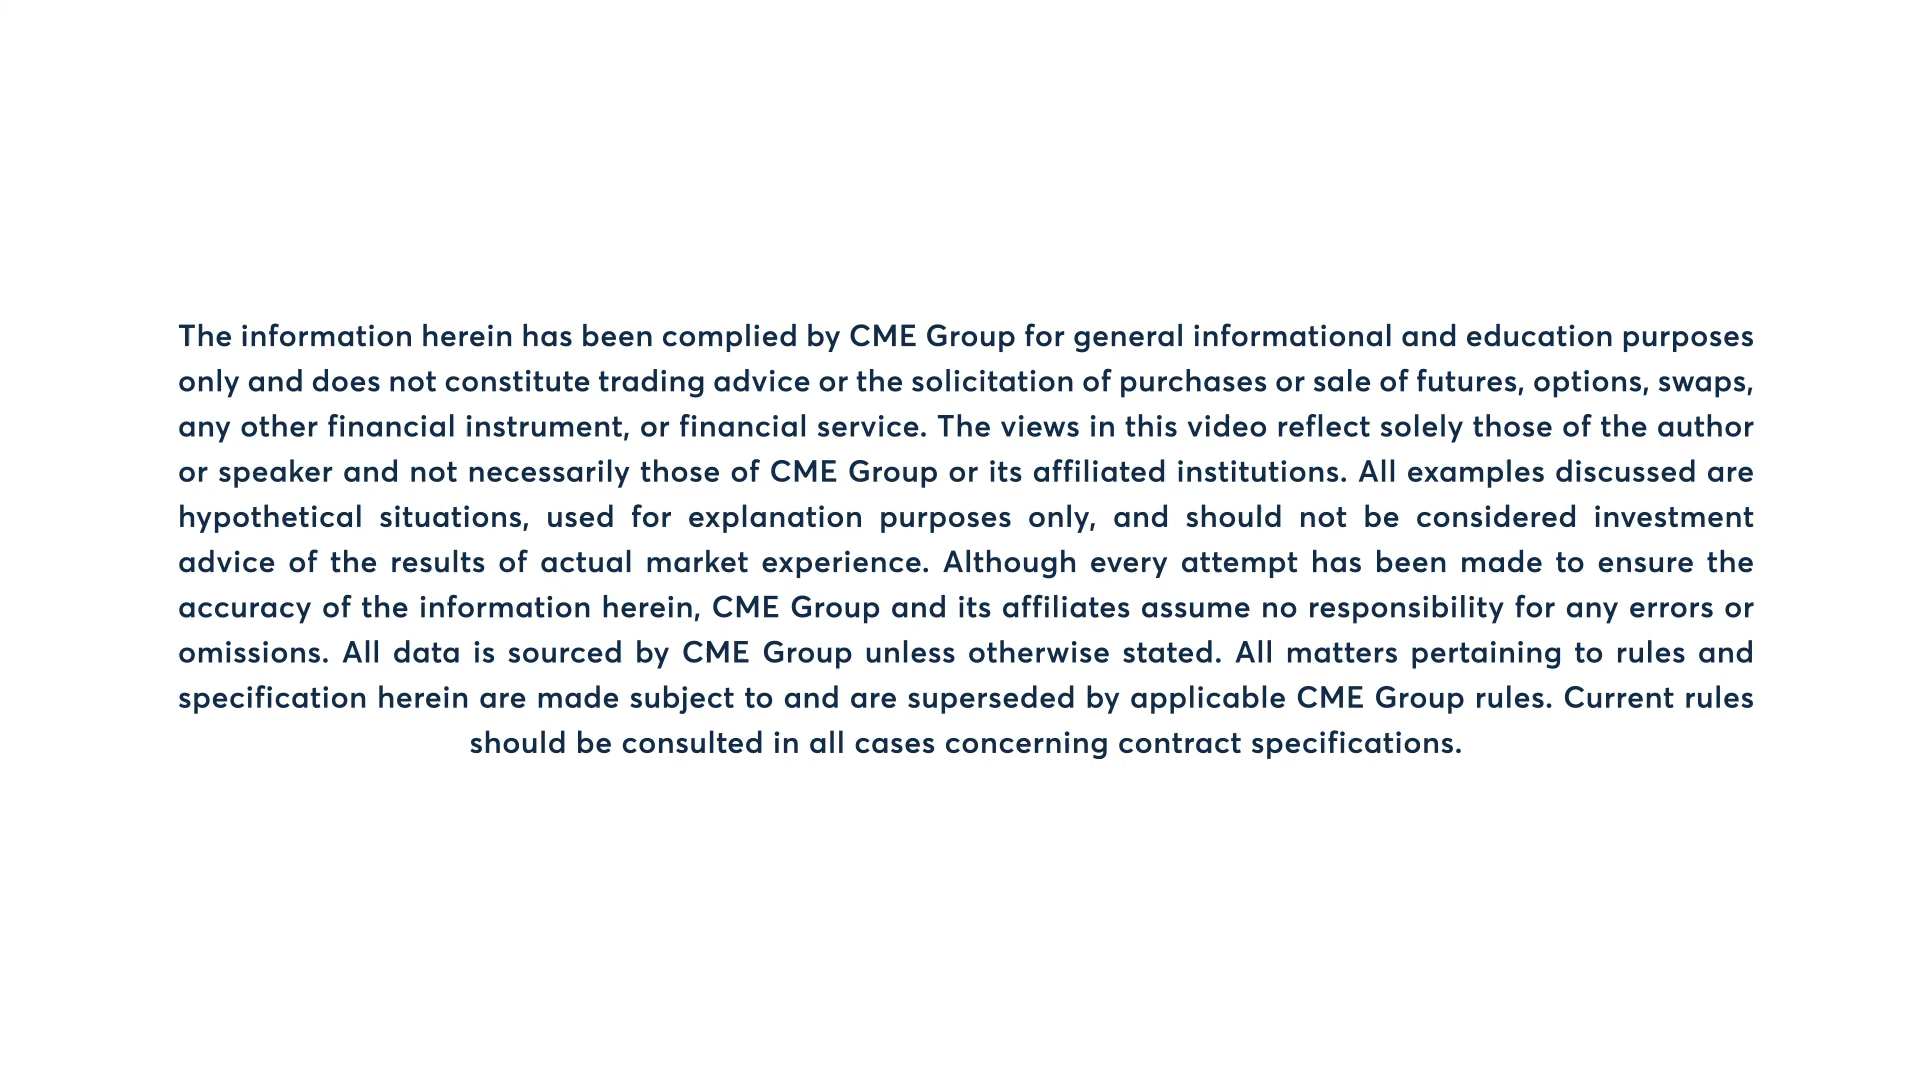 The information herein has been complied by CME Group for general informational and education purposes
only and does not constitute trading advice or the solicitation of purchases or sale of futures, options, swaps,
any other financial instrument, or financial service. The views in this video reflect solely those of the author
or speaker and not necessarily those of CME Group or its affiliated institutions. All examples discussed are
hypothetical situations, used for explanation purposes only, and should not be considered investment
advice of the results of actual market experience. Although every attempt has been made to ensure the
accuracy of the information herein, CME Group and its affiliates assume no responsibility for any errors or
omissions. All data is sourced by CME Group unless otherwise stated. All matters pertaining to rules and
specification herein are made subject to and are superseded by applicable CME Group rules. Current rules
should be consulted in all cases concerning contract specifications.